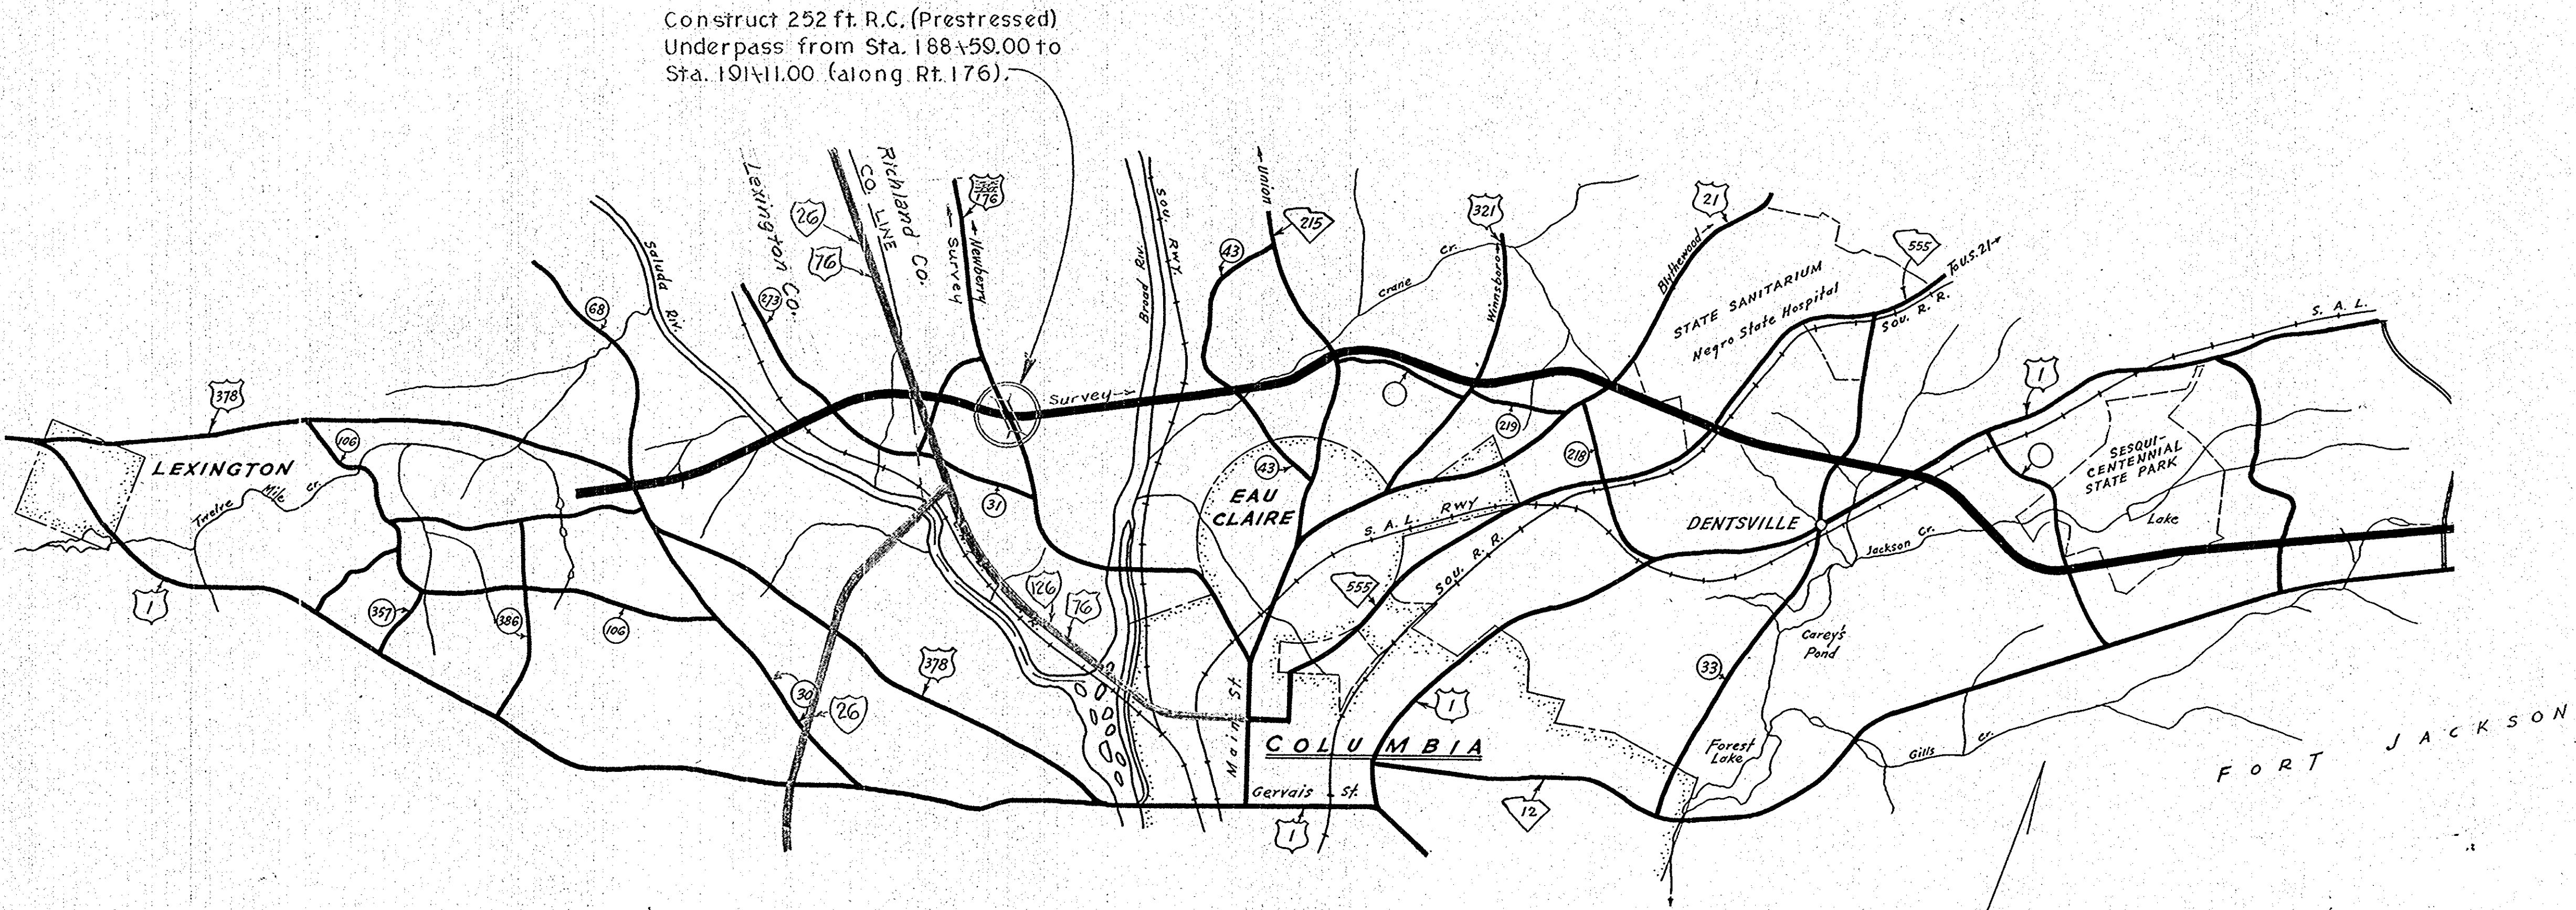 Construct 252 ft. R.C. (Prestressed)
Underpass from Sta. 188+59.00 to
Sta. 191+11.00 (along Rt. 176).
Richland Co.
CO. LINE
Lexington Co.
26
76
176
Newberry
Survey
Sou. RWY.
Broad Riv.
Union
215
43
321
Winnsboro
Crane Cr.
21
Blythewood
STATE SANITARIUM
Negro State Hospital
555
To U.S. 21
SOU. R. R.
S. A. L.
Saluda Riv.
68
273
378
106
LEXINGTON
Twelve Mile Cr.
Survey
31
43
EAU
CLAIRE
219
218
S. A. L. RWY
SOU. R. R.
DENTSVILLE
Jackson Cr.
1
SESQUI-
CENTENNIAL
STATE PARK
Lake
1
357
386
106
126
76
378
30
26
555
33
Carey's
Pond
1
Main St.
COLUMBIA
Gervais St.
1
12
Forest
Lake
Gills Cr.
FORT JACKSON